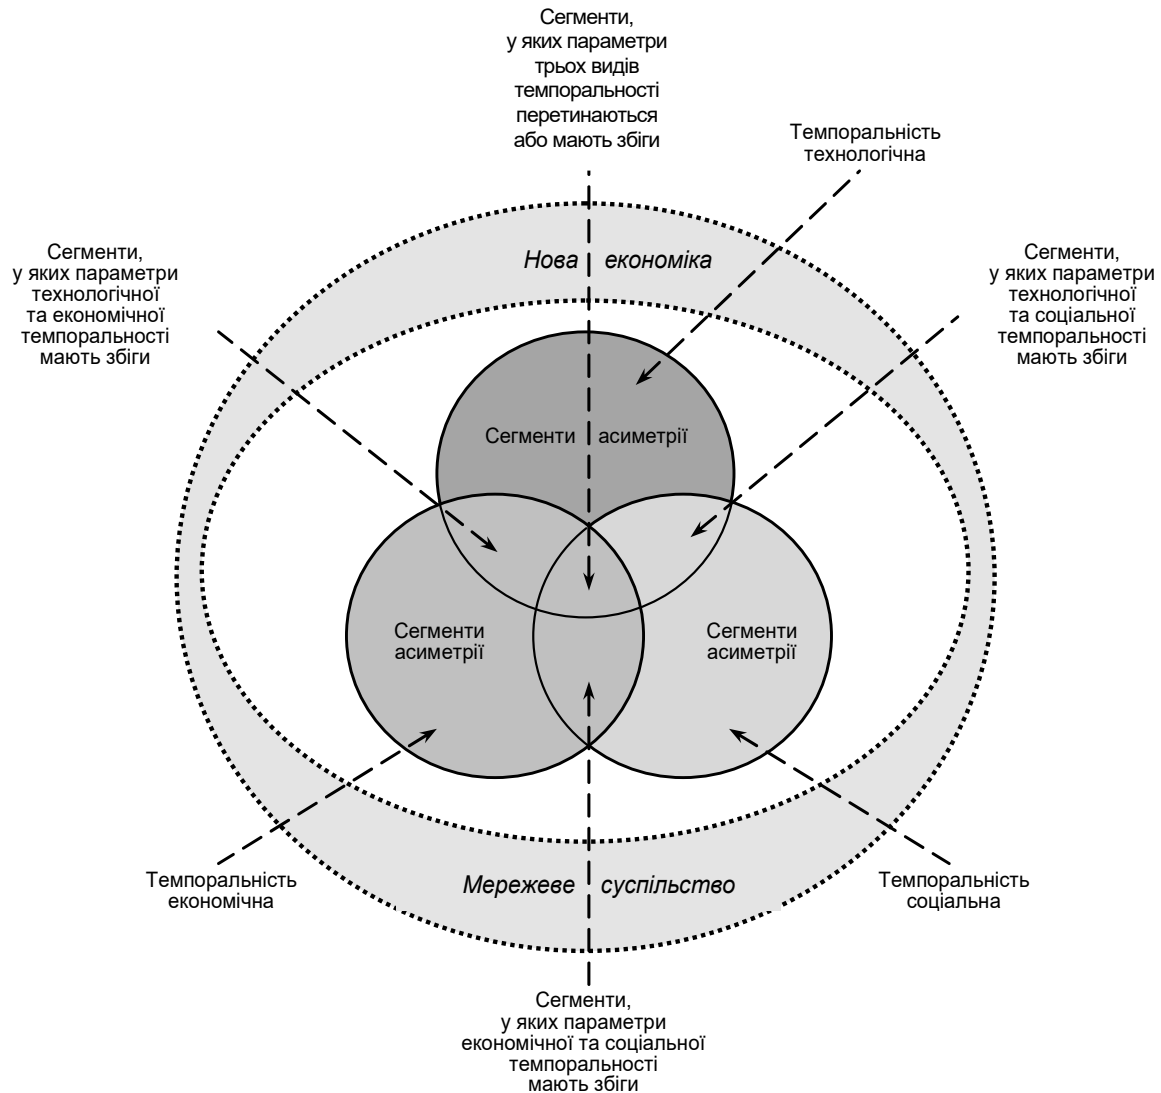 Сегменти,
у яких параметри
трьох видів
темпоральності
перетинаються
або мають збіги
Темпоральність
технологічна
Сегменти,
у яких параметри
технологічної
та економічної
темпоральності
мають збіги
Нова економіка
Сегменти,
у яких параметри
технологічної
та соціальної
темпоральності
мають збіги
Сегменти асиметрії
Сегменти
асиметрії
Сегменти
асиметрії
Темпоральність
економічна
Мережеве суспільство
Темпоральність
соціальна
Сегменти,
у яких параметри
економічної та соціальної
темпоральності
мають збіги